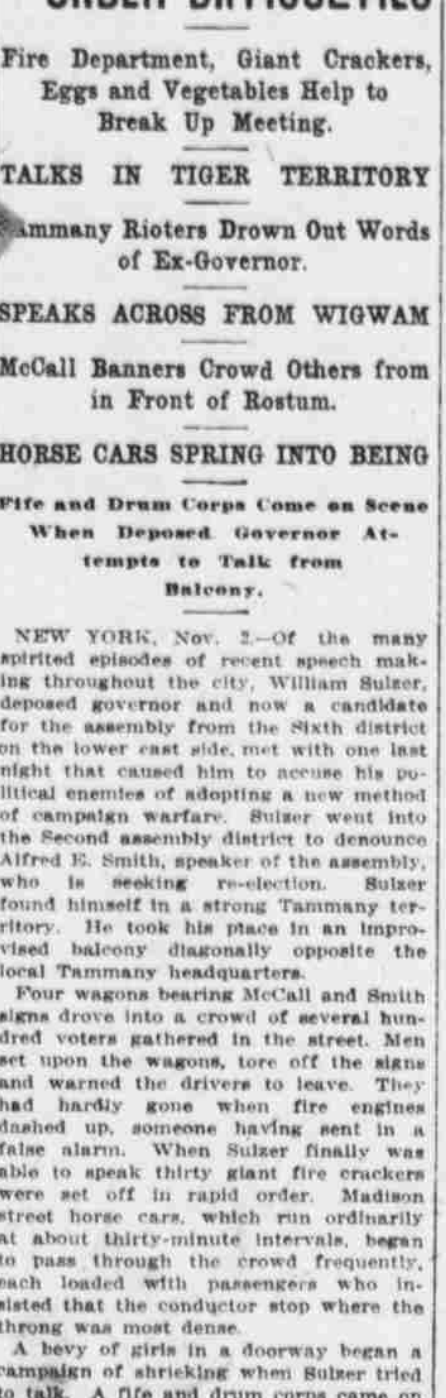 UNDER DIFFICULTIES
Fire Department, Giant Crackers,
Eggs and Vegetables Help to
Break Up Meeting.
TALKS IN TIGER TERRITORY
ammany Rioters Drown Out Words
of Ex-Governor.
SPEAKS ACROSS FROM WIGWAM
McCall Banners Crowd Others from
in Front of Rostum.
HORSE CARS SPRING INTO BEING
Fife and Drum Corps Come on Scene
When Deposed Governor At-
tempts to Talk from
Balcony.
NEW YORK, Nov. 2.—Of the many
spirited episodes of recent speech mak-
ing throughout the city, William Sulzer,
deposed governor and now a candidate
for the assembly from the Sixth district
on the lower east side, met with one last
night that caused him to accuse his po-
litical enemies of adopting a new method
of campaign warfare. Sulzer went into
the Second assembly district to denounce
Alfred E. Smith, speaker of the assembly,
who is seeking re-election. Sulzer
found himself in a strong Tammany ter-
ritory. He took his place in an impro-
vised balcony diagonally opposite the
local Tammany headquarters.
Four wagons bearing McCall and Smith
signs drove into a crowd of several hun-
dred voters gathered in the street. Men
set upon the wagons, tore off the signs
and warned the drivers to leave. They
had hardly gone when fire engines
dashed up, someone having sent in a
false alarm. When Sulzer finally was
able to speak thirty giant fire crackers
were set off in rapid order. Madison
street horse cars, which run ordinarily
at about thirty-minute intervals, began
to pass through the crowd frequently,
each loaded with passengers who in-
sisted that the conductor stop where the
throng was most dense.
A bevy of girls in a doorway began a
campaign of shrieking when Sulzer tried
to talk. A fife and drum corps came on